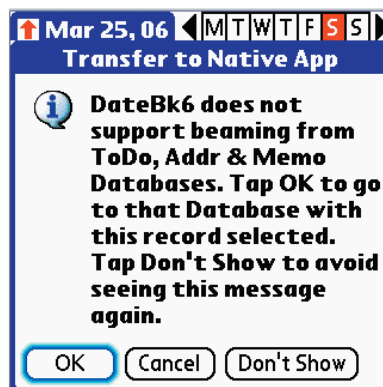 Mar 25, 06 M T W T F S S
Transfer to Native App
DateBk6 does not
support beaming from
ToDo, Addr & Memo
Databases. Tap OK to go
to that Database with
this record selected.
Tap Don't Show to avoid
seeing this message
again.
OK Cancel Don't Show